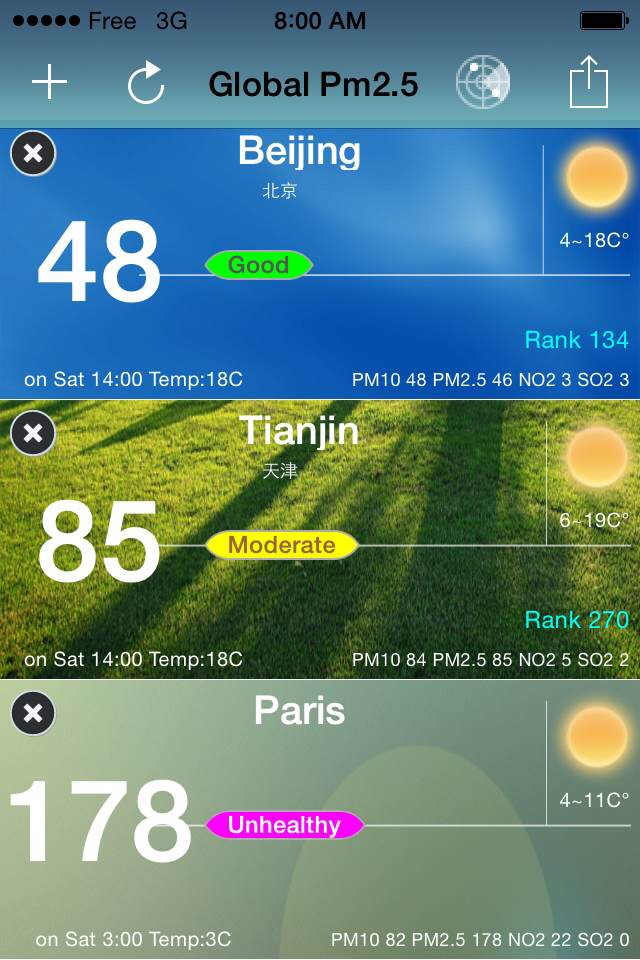 Free 3G 8:00 AM
Global Pm2.5
Beijing
北京
48
Good
4~18C°
Rank 134
on Sat 14:00 Temp:18C PM10 48 PM2.5 46 NO2 3 SO2 3
Tianjin
天津
85
Moderate
6~19C°
Rank 270
on Sat 14:00 Temp:18C PM10 84 PM2.5 85 NO2 5 SO2 2
Paris
178
Unhealthy
4~11C°
on Sat 3:00 Temp:3C PM10 82 PM2.5 178 NO2 22 SO2 0